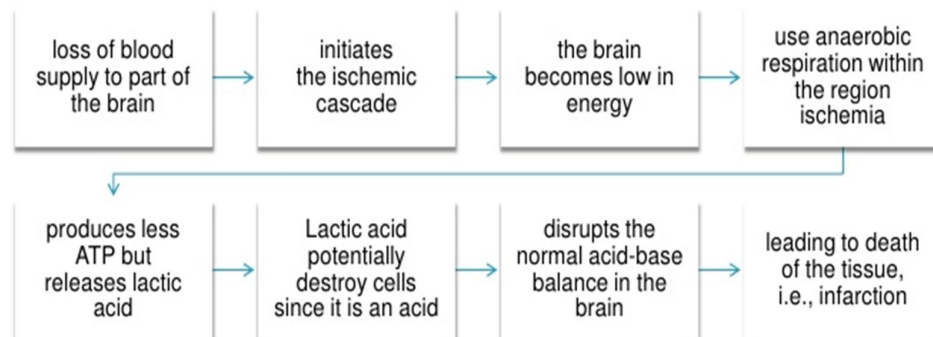 loss of blood
supply to part of
the brain
initiates
the ischemic
cascade
the brain
becomes low in
energy
use anaerobic
respiration within
the region
ischemia
produces less
ATP but
releases lactic
acid
Lactic acid
potentially
destroy cells
since it is an acid
disrupts the
normal acid-base
balance in the
brain
leading to death
of the tissue,
i.e., infarction